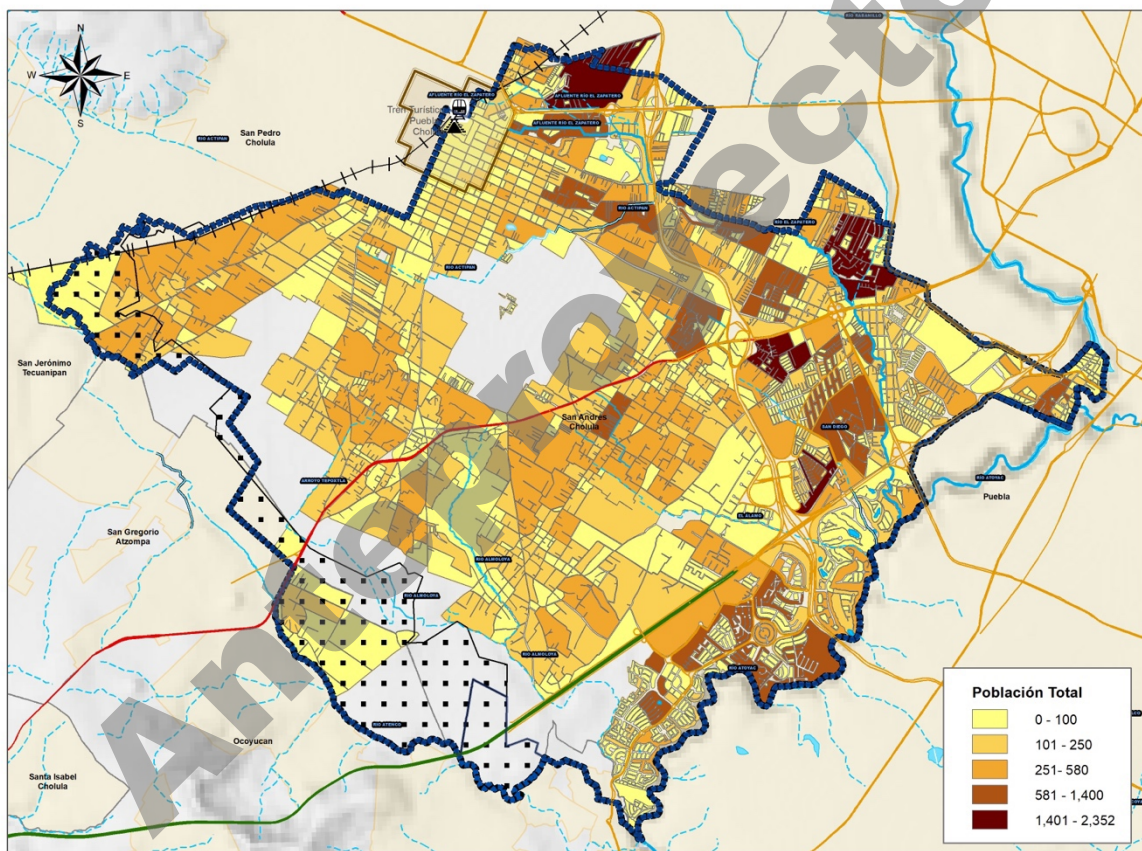 N
W E
S
RIO RABANILLO
AFLUENTE RIO EL ZAPATERO
AFLUENTE RIO EL ZAPATERO
Tren Turístico
Puebla
Cholula
AFLUENTE RIO EL ZAPATERO
San Pedro
Cholula
RIO ACTIPAN
RIO ACTIPAN
RIO EL ZAPATERO
RIO ACTIPAN
San Jerónimo
Tecuanipan
San Andrés
Cholula
SAN DIEGO
ARROYO TEPOXTLA
RIO ATOYAC
Puebla
EL ALAMO
San Gregorio
Atzompa
RIO ALMOLOYA
RIO ALMOLOYA
RIO ALMOLOYA
RIO ATOYAC
RIO ATENCO
Ocoyucan
Santa Isabel
Cholula
Población Total
0 - 100
101 - 250
251- 580
581 - 1,400
1,401 - 2,352
Anteproyecto